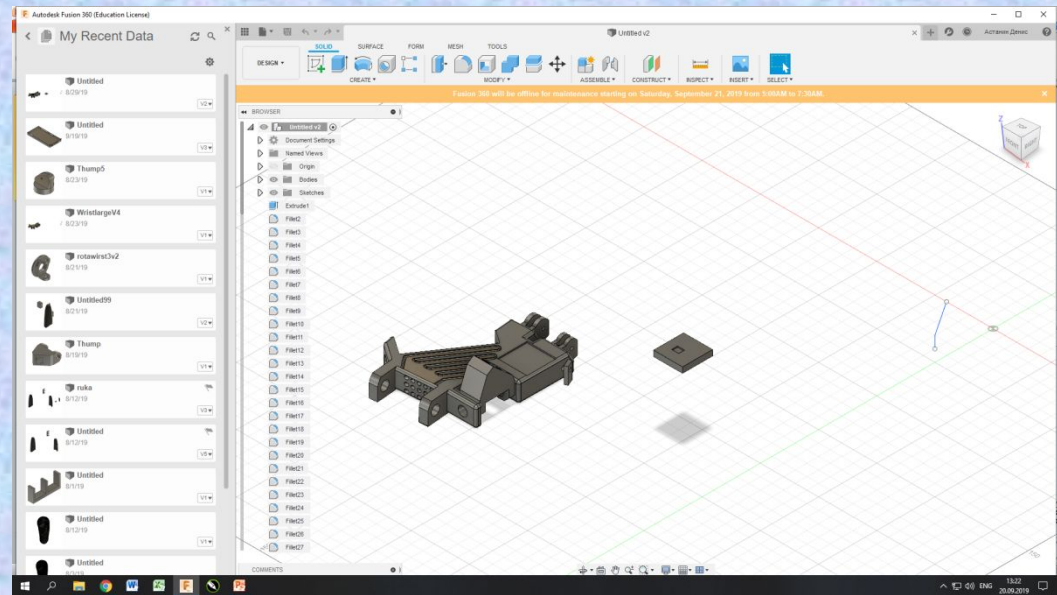 Autodesk Fusion 360 (Education License)
My Recent Data
Untitled
8/29/19
V2
Untitled
9/19/19
V2
Thump5
8/23/19
V1
WristlargeV4
8/23/19
V1
rotawirst3v2
8/21/19
V1
Untitled99
8/21/19
V2
Thump
8/19/19
V1
ruka
8/12/19
V3
Untitled
8/12/19
V5
Untitled
8/1/19
V1
Untitled
8/12/19
V1
Untitled
Untitled v2
Астанин Денис
DESIGN
SOLID SURFACE FORM MESH TOOLS
CREATE MODIFY ASSEMBLE CONSTRUCT INSPECT INSERT SELECT
Fusion 360 will be offline for maintenance starting on Saturday, September 21, 2019 from 5:00AM to 7:30AM.
BROWSER
Untitled v2
Document Settings
Named Views
Origin
Bodies
Sketches
Extrude1
Fillet2
Fillet3
Fillet4
Fillet5
Fillet6
Fillet7
Fillet8
Fillet9
Fillet10
Fillet11
Fillet12
Fillet13
Fillet14
Fillet15
Fillet16
Fillet17
Fillet18
Fillet19
Fillet20
Fillet21
Fillet22
Fillet23
Fillet24
Fillet25
Fillet26
Fillet27
COMMENTS
Z
TOP
FRONT
RIGHT
X
ENG
13:22
20.09.2019